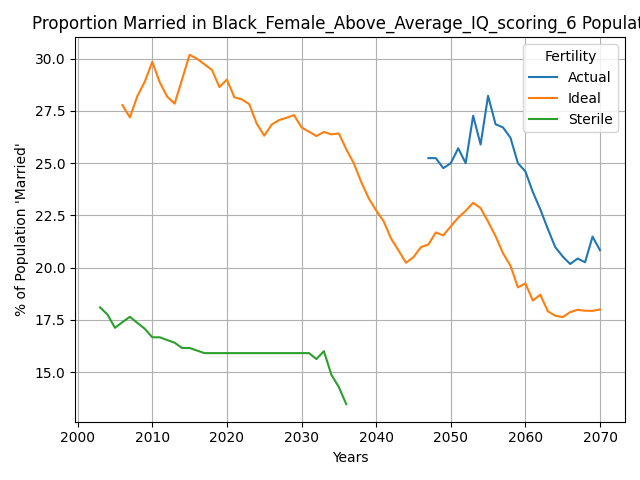 Proportion Married in Black_Female_Above_Average_IQ_scoring_6 Populat
Fertility
Actual
Ideal
Sterile
% of Population 'Married'
30.0
27.5
25.0
22.5
20.0
17.5
15.0
2000 2010 2020 2030 2040 2050 2060 2070
Years